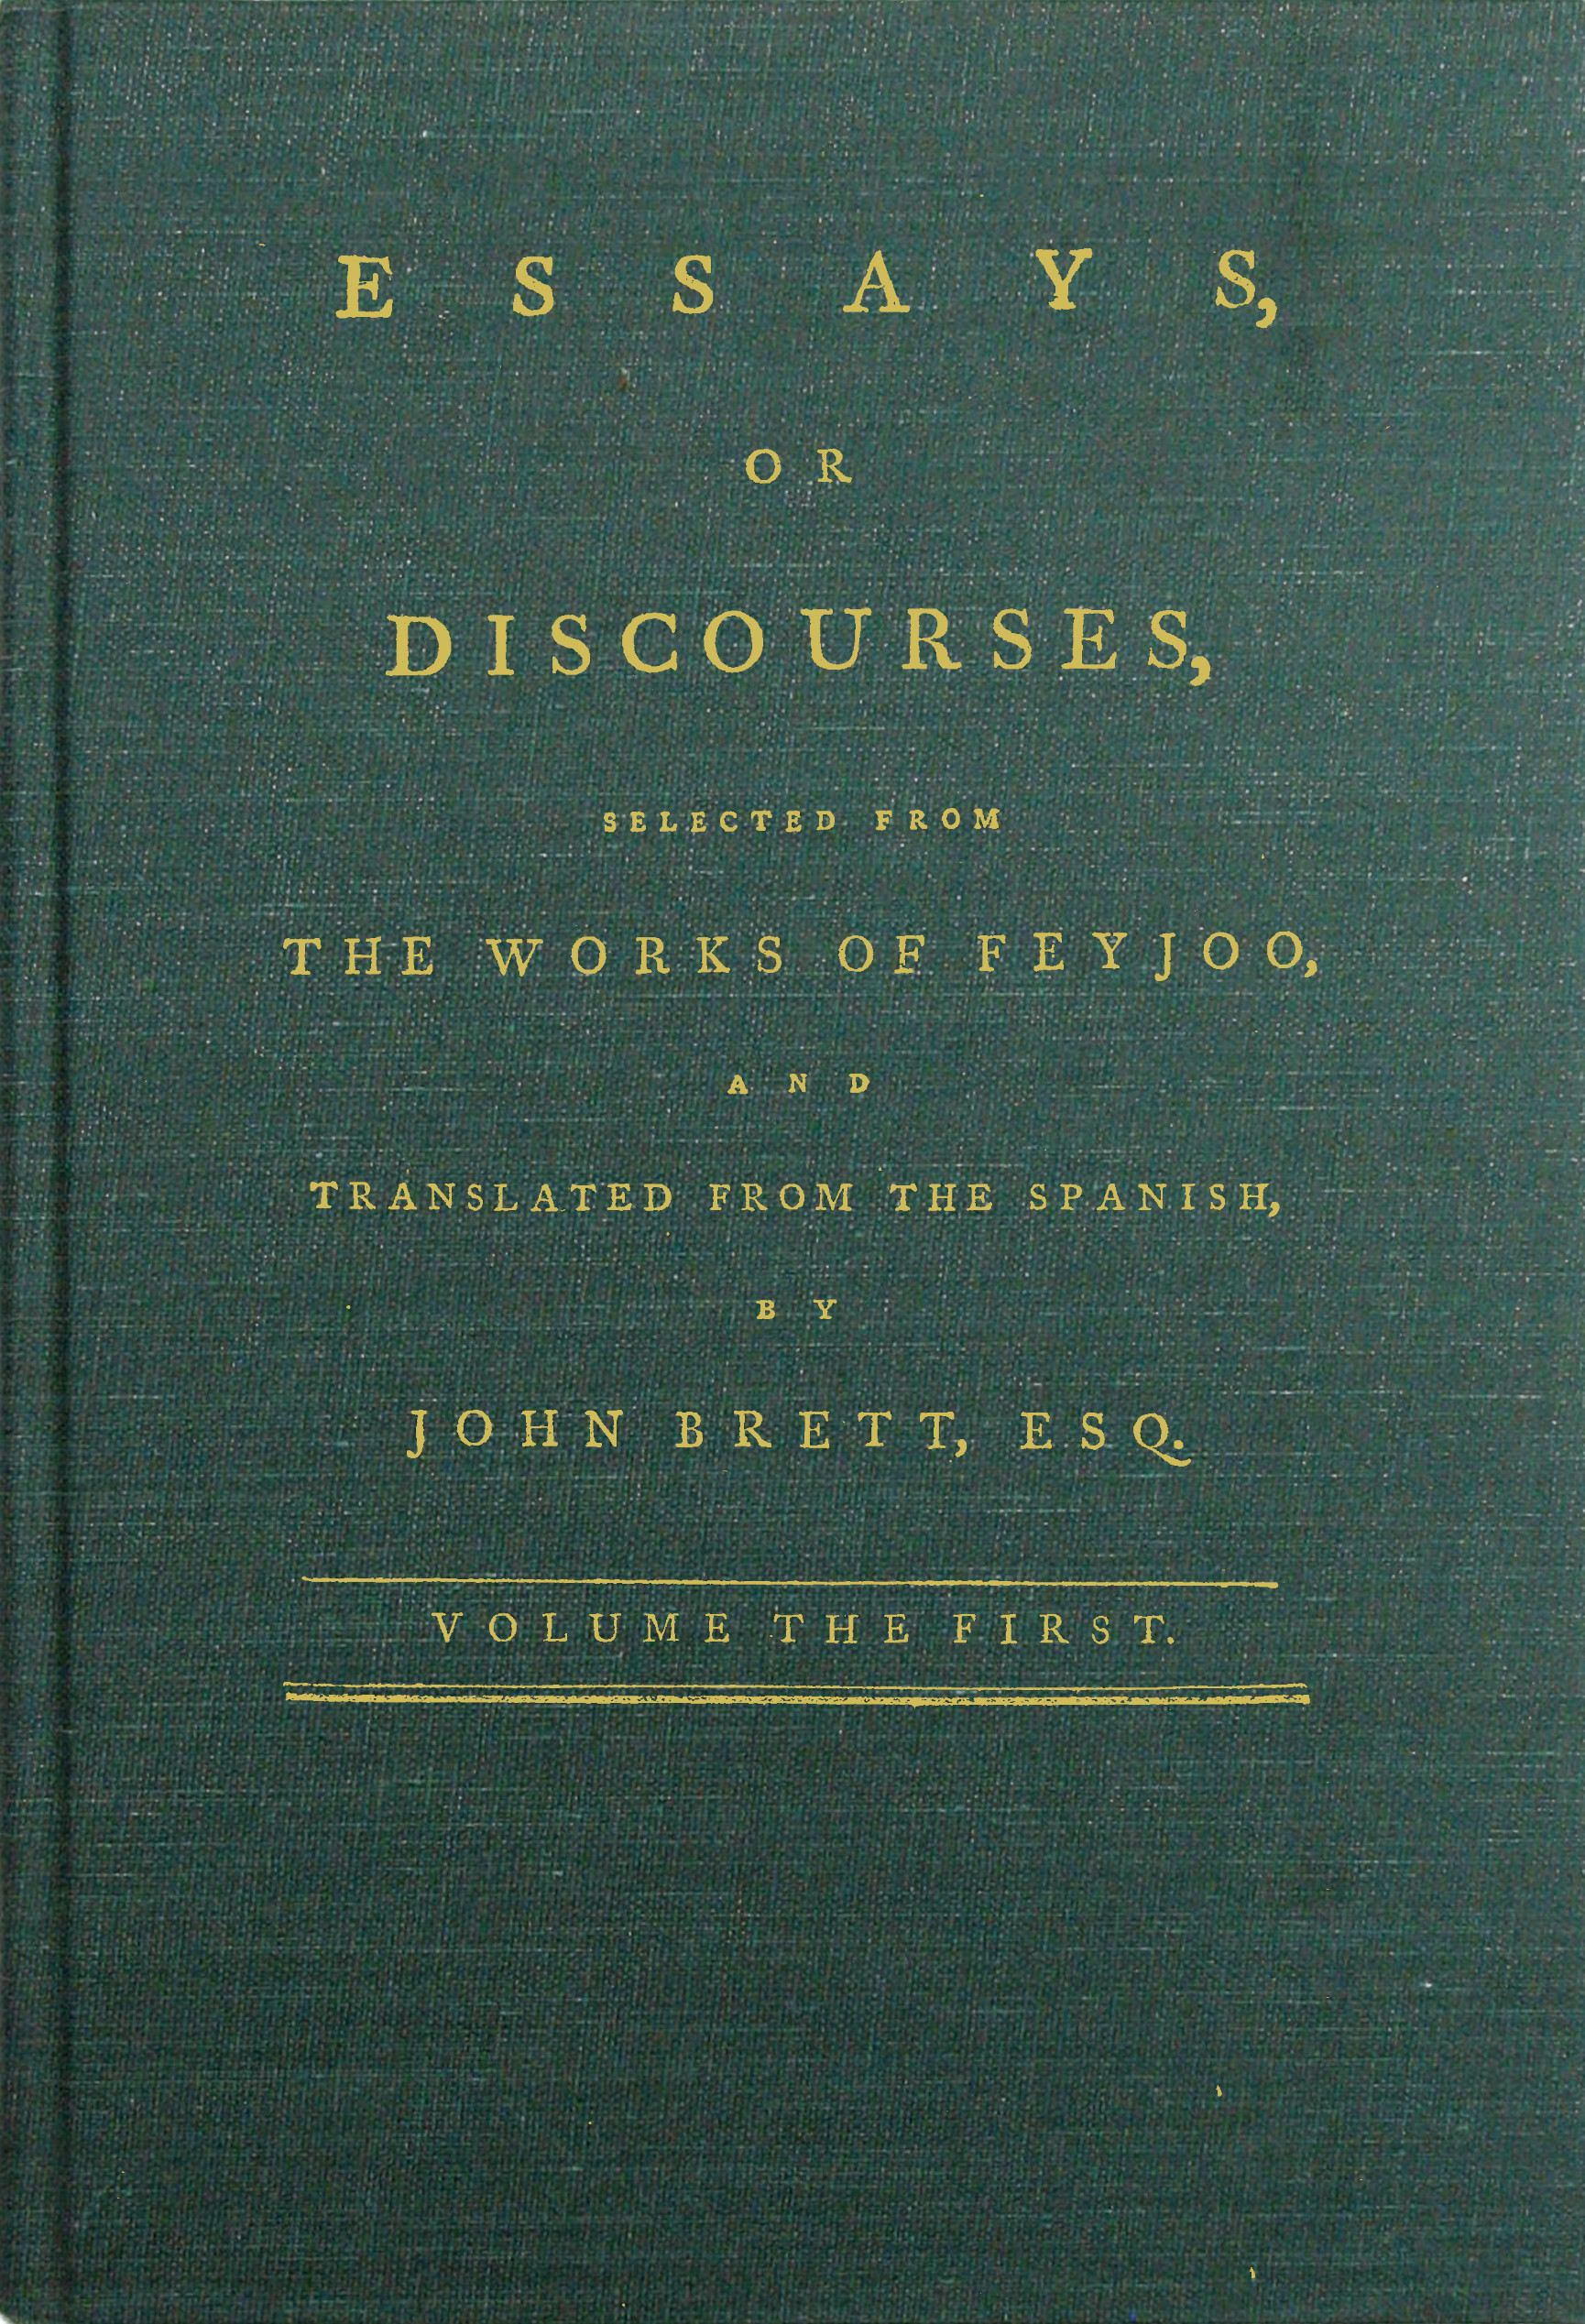 ESSAYS,
OR
DISCOURSES,
SELECTED FROM
THE WORKS OF FEYJOO,
AND
TRANSLATED FROM THE SPANISH,
BY
JOHN BRETT, ESQ.
VOLUME THE FIRST.